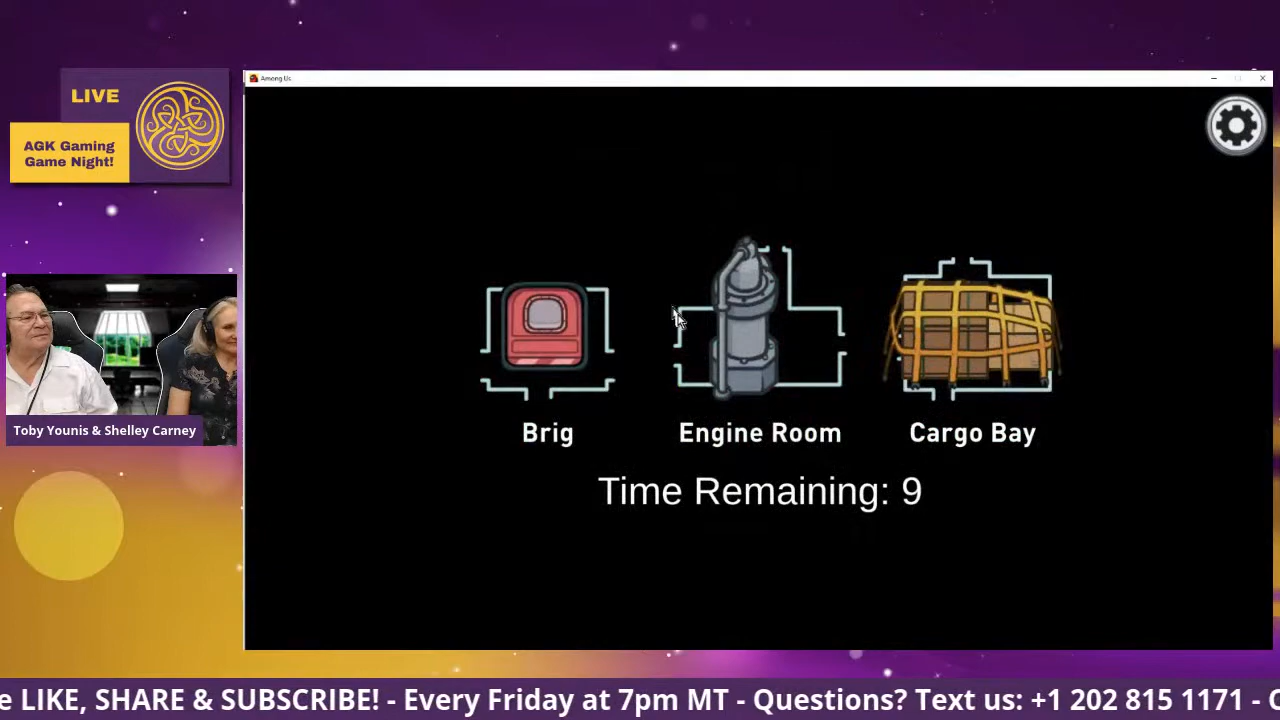 Among Us
LIVE
AGK Gaming
Game Night!
Brig
Engine Room
Cargo Bay
Time Remaining: 9
Toby Younis & Shelley Carney
e LIKE, SHARE & SUBSCRIBE! - Every Friday at 7pm MT - Questions? Text us: +1 202 815 1171 - C